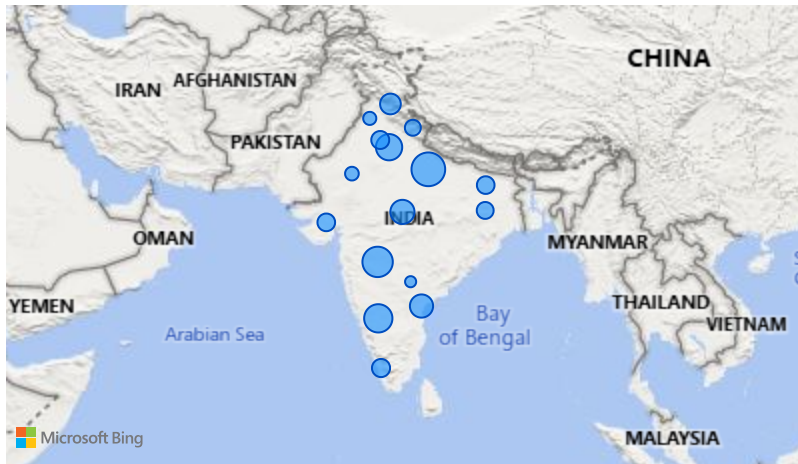 CHINA
IRAN
AFGHANISTAN
PAKISTAN
INDIA
OMAN
MYANMAR
YEMEN
THAILAND
Bay
of Bengal
VIETNAM
Arabian Sea
MALAYSIA
Microsoft Bing